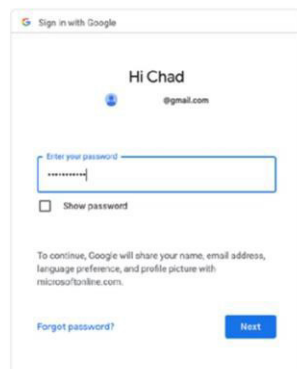 Sign in with Google
Hi Chad
@gmail.com
Enter your password
Show password
To continue, Google will share your name, email address,
language preference, and profile picture with
microsoftonline.com.
Forgot password?
Next